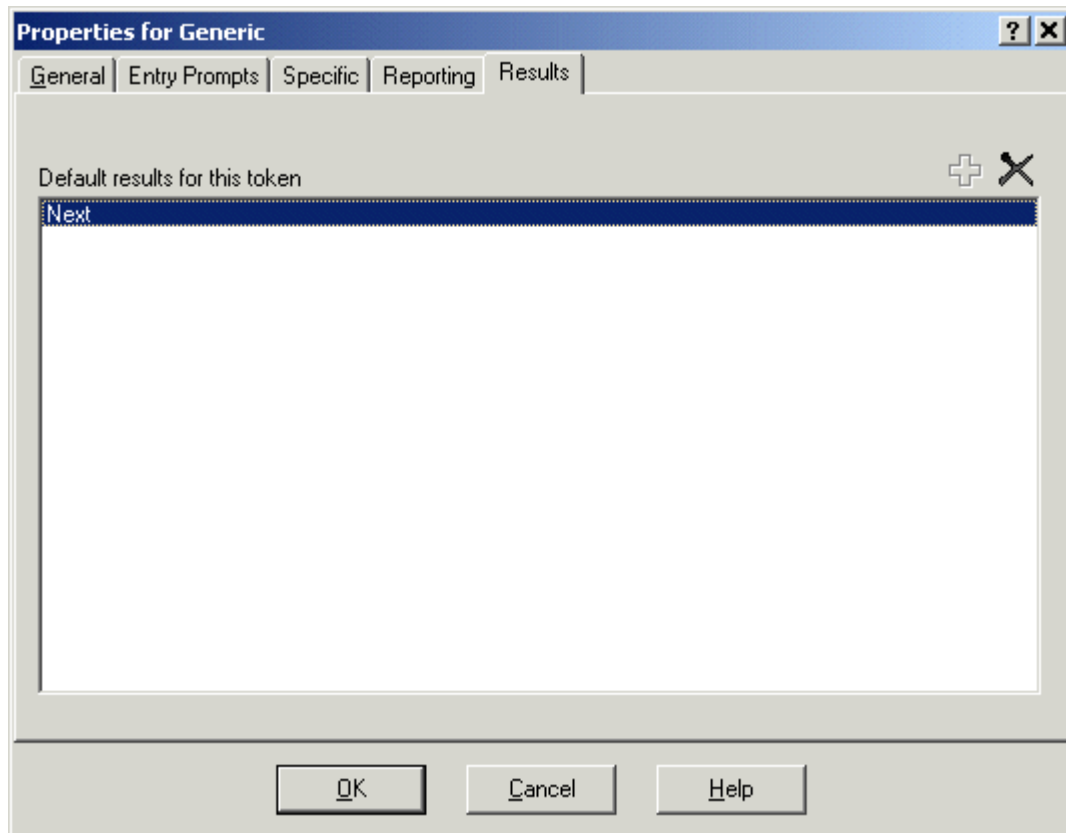 Properties for Generic
General Entry Prompts Specific Reporting Results
Default results for this token
Next
OK Cancel Help